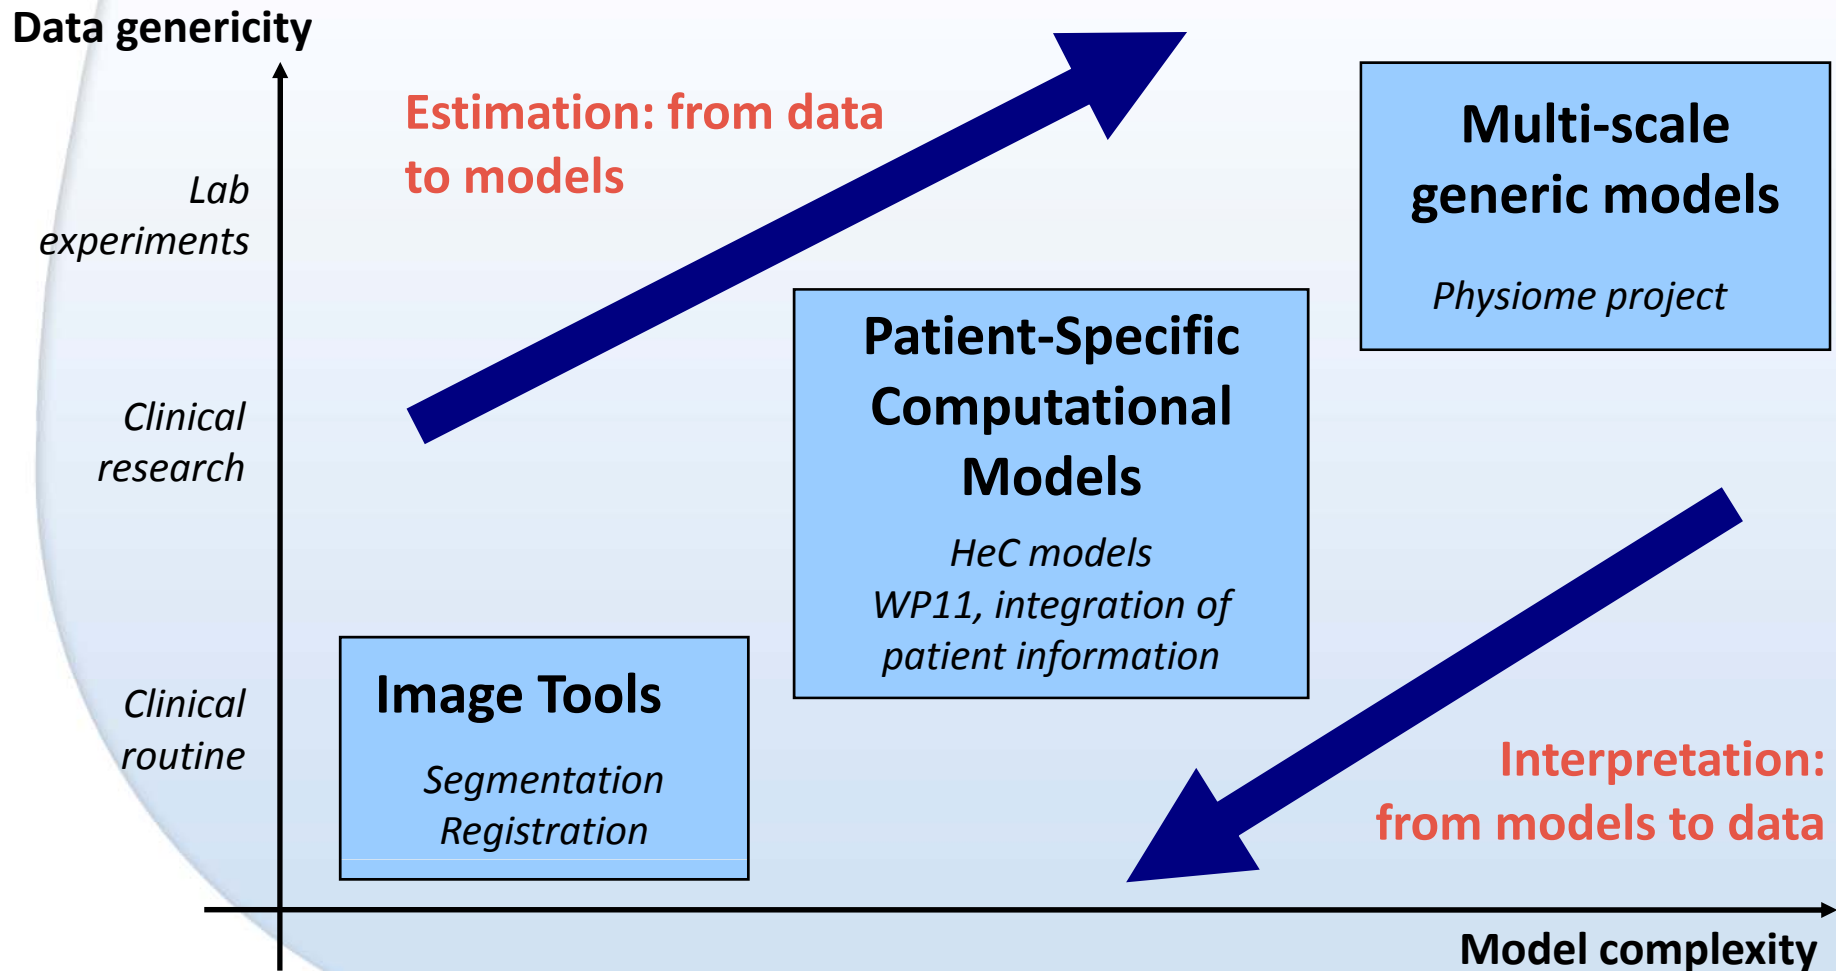 Data genericity
Estimation: from data
to models
Multi-scale
generic models
Physiome project
Lab
experiments
Patient-Specific
Computational
Models
HeC models
WP11, integration of
patient information
Clinical
research
Image Tools
Segmentation
Registration
Clinical
routine
Interpretation:
from models to data
Model complexity